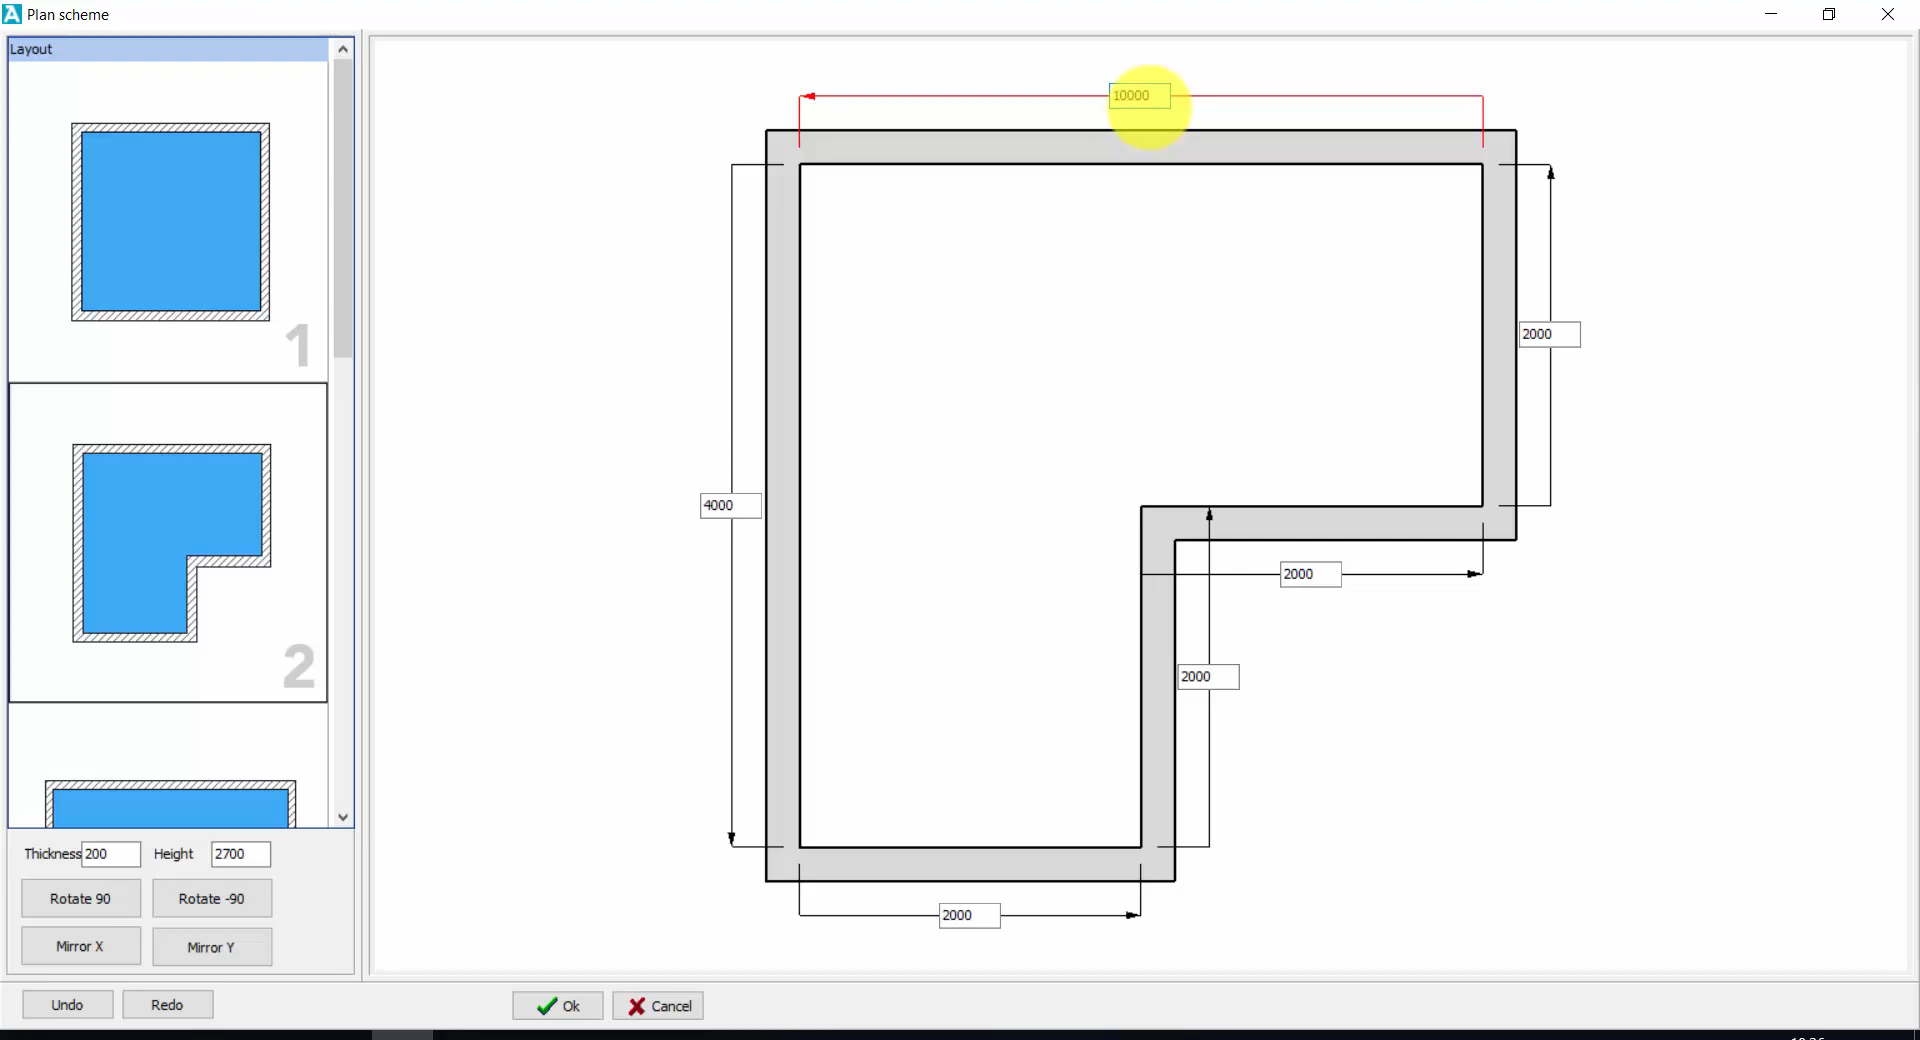 Plan scheme
Layout
1
2
Thickness 200 Height 2700
Rotate 90 Rotate -90
Mirror X Mirror Y
Undo Redo Ok Cancel
10000
2000
4000
2000
2000
2000